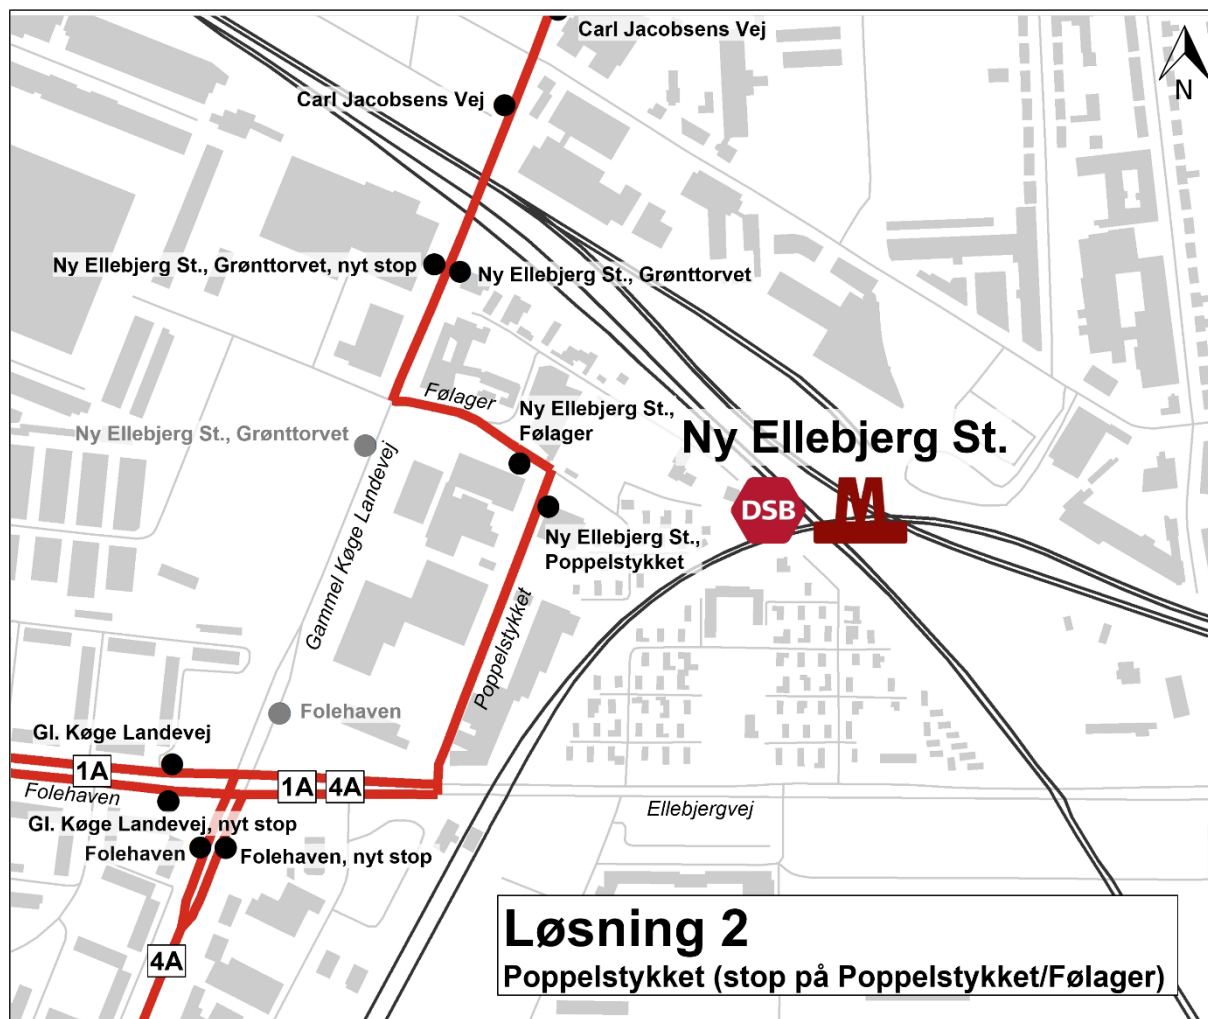 Carl Jacobsens Vej
Carl Jacobsens Vej
N
Ny Ellebjerg St., Grønttorvet, nyt stop
Ny Ellebjerg St., Grønttorvet
Følager
Ny Ellebjerg St.,
Følager
Ny Ellebjerg St., Grønttorvet
Ny Ellebjerg St.
DSB
M
Gammel Køge Landevej
Ny Ellebjerg St.,
Poppelstykket
Poppelstykket
Folehaven
Gl. Køge Landevej
1A
1A
4A
Folehaven
Ellebjergvej
Gl. Køge Landevej, nyt stop
Folehaven
Folehaven, nyt stop
4A
Løsning 2
Poppelstykket (stop på Poppelstykket/Følager)